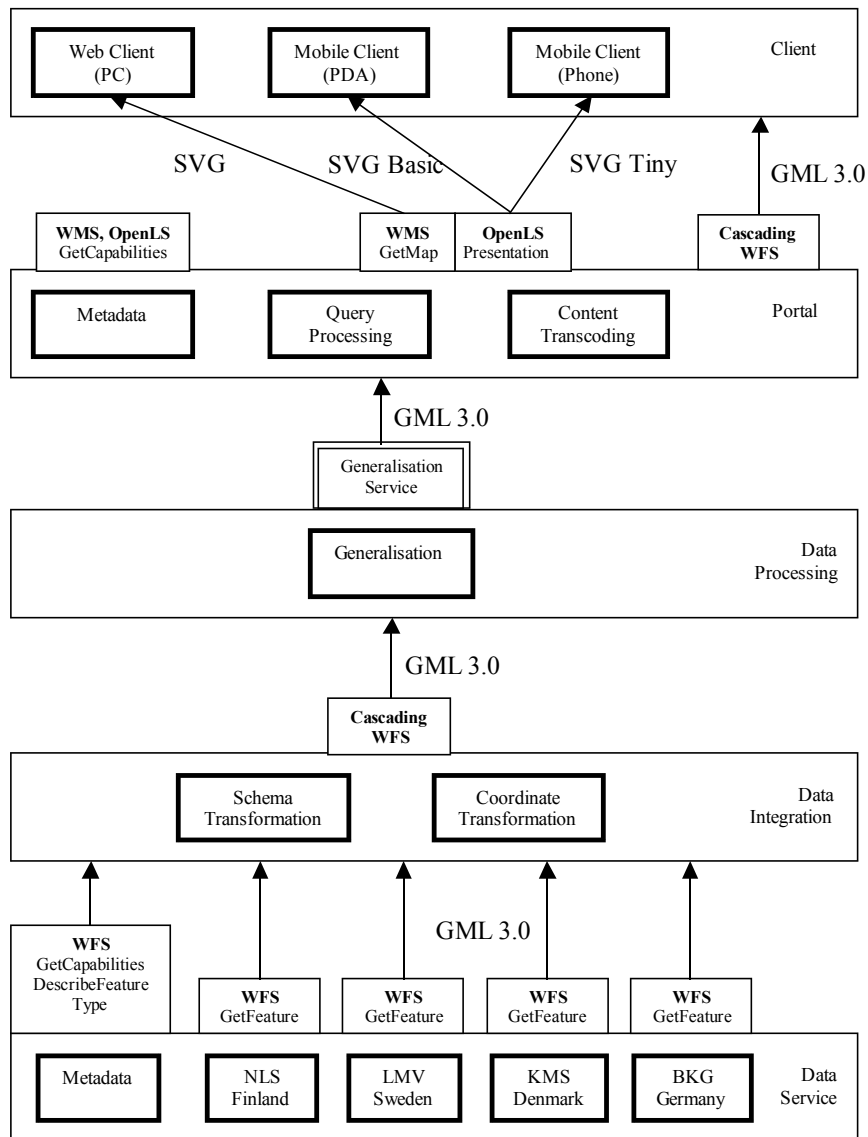 Web Client
(PC)
Mobile Client
(PDA)
Mobile Client
(Phone)
Client
SVG
SVG Basic
SVG Tiny
GML 3.0
WMS, OpenLS
GetCapabilities
WMS
GetMap
OpenLS
Presentation
Cascading
WFS
Metadata
Query
Processing
Content
Transcoding
Portal
GML 3.0
Generalisation
Service
Generalisation
Data
Processing
GML 3.0
Cascading
WFS
Schema
Transformation
Coordinate
Transformation
Data
Integration
GML 3.0
WFS
GetCapabilities
DescribeFeature
Type
WFS
GetFeature
WFS
GetFeature
WFS
GetFeature
WFS
GetFeature
Metadata
NLS
Finland
LMV
Sweden
KMS
Denmark
BKG
Germany
Data
Service